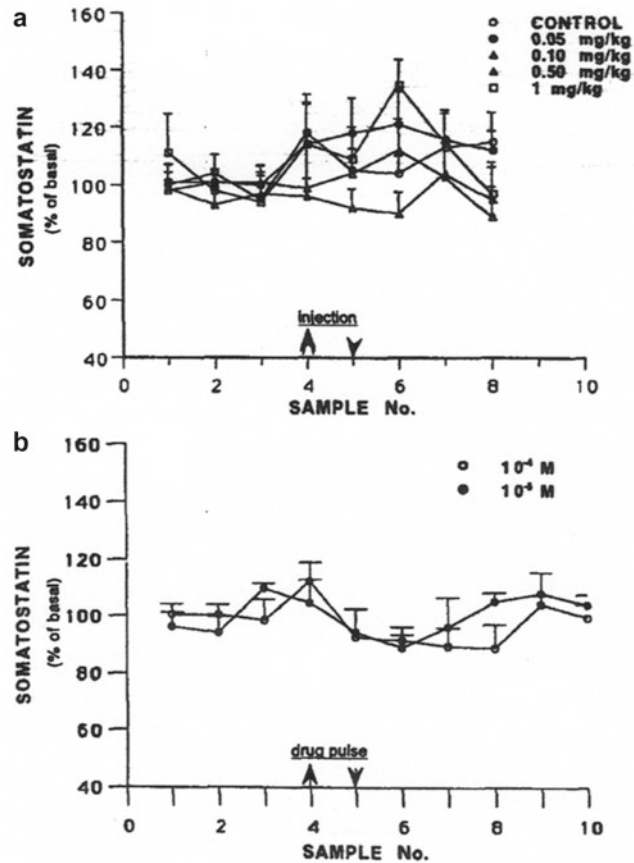 a
160
140
120
100
80
60
40
SOMATOSTATIN
(% of basal)
CONTROL
0.05 mg/kg
0.10 mg/kg
0.50 mg/kg
1 mg/kg
injection
0 2 4 6 8 10
SAMPLE No.
b
160
140
120
100
80
60
40
SOMATOSTATIN
(% of basal)
10⁻⁴ M
drug pulse
0 2 4 6 8 10
SAMPLE No.